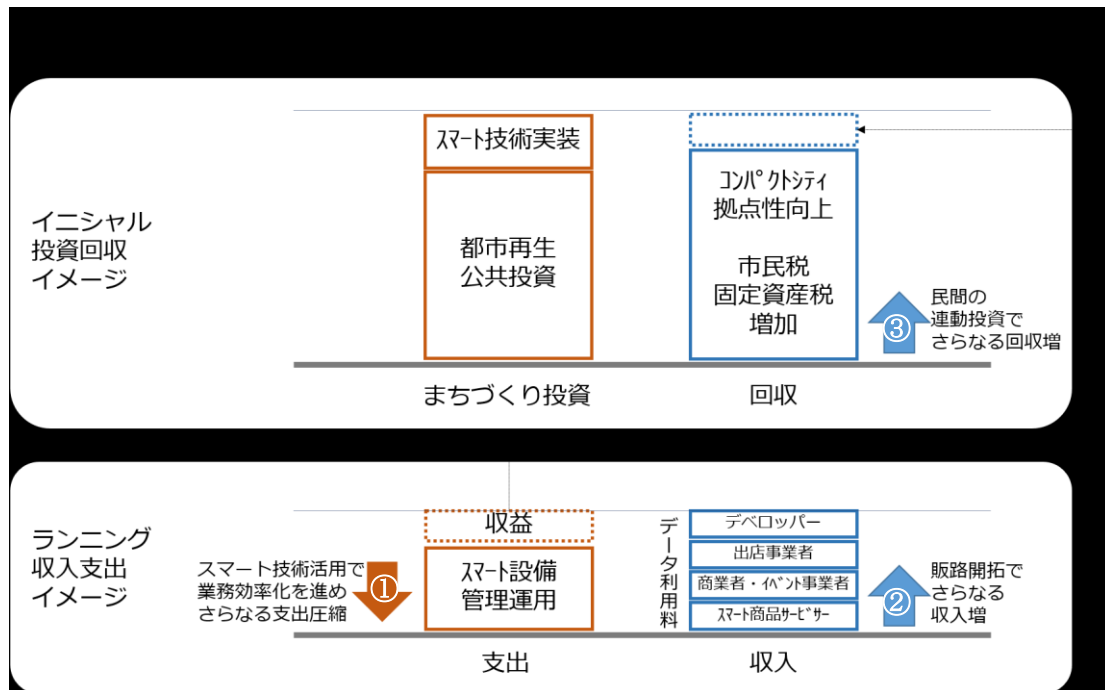 イニシャル
投資回収
イメージ
スマート技術実装
都市再生
公共投資
まちづくり投資
コンパクトシティ
拠点性向上
市民税
固定資産税
増加
回収
③
民間の
連動投資で
さらなる回収増
ランニング
収入支出
イメージ
スマート技術活用で
業務効率化を進め
さらなる支出圧縮
①
収益
スマート設備
管理運用
支出
データ利用料
デベロッパー
出店事業者
商業者・イベント事業者
スマート商品サービサー
収入
②
販路開拓で
さらなる
収入増